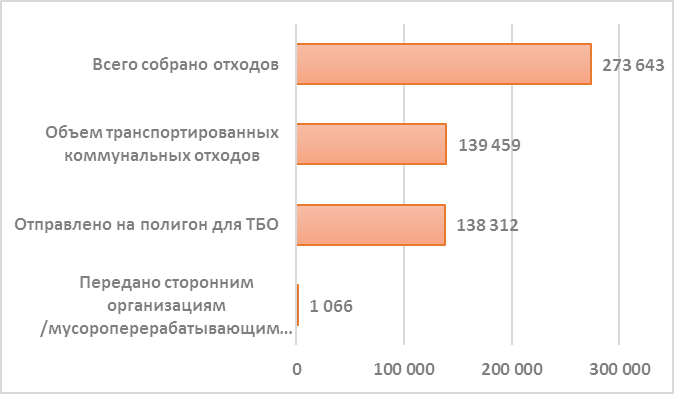 Всего собрано отходов
273 643
Объем транспортированных
коммунальных отходов
139 459
Отправлено на полигон для ТБО
138 312
Передано сторонним
организациям
/мусороперерабатывающим...
1 066
0
100 000
200 000
300 000